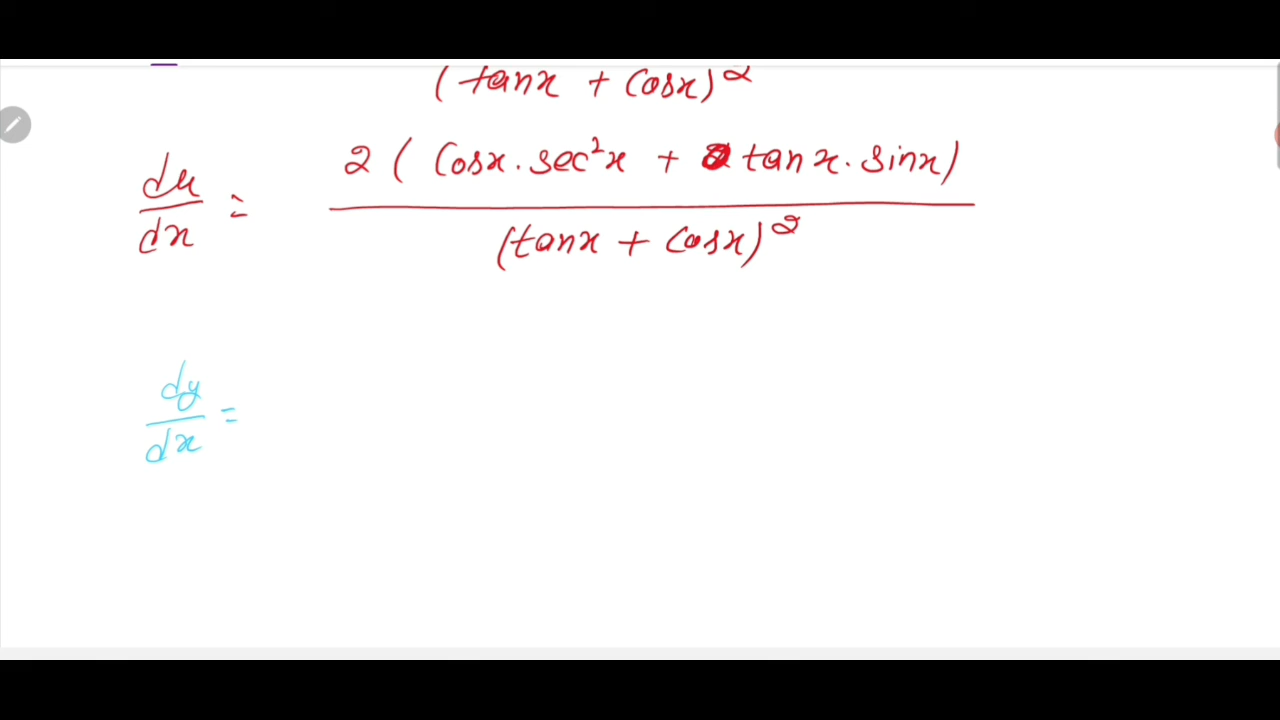 (tanx + cosx)²
du/dx = 2 ( cosx . sec²x + tanx . sinx) / (tanx + cosx)²
dy/dx =